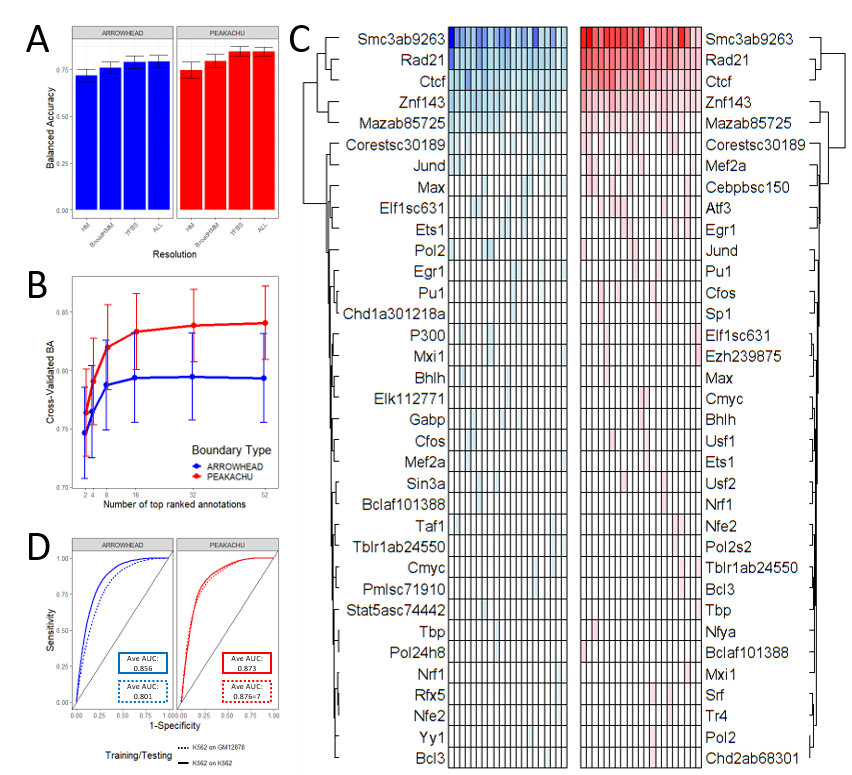 A
ARROWHEAD
PEAKACHU
Balanced Accuracy
0.75
0.50
0.25
0.00
HM
BroadHMM
TFBS
ALL
HM
BroadHMM
TFBS
ALL
Resolution
B
Cross-Validated BA
0.85
0.80
0.75
0.70
Boundary Type
ARROWHEAD
PEAKACHU
2 4 8 16 32 52
Number of top ranked annotations
D
ARROWHEAD
PEAKACHU
Sensitivity
1.00
0.75
0.50
0.25
0.00
Ave AUC:
0.856
Ave AUC:
0.801
Ave AUC:
0.873
Ave AUC:
0.876=7
0.00 0.25 0.50 0.75 1.00
0.00 0.25 0.50 0.75 1.00
1-Specificity
Training/Testing
K562 on GM12878
K562 on K562
C
Smc3ab9263
Rad21
Ctcf
Znf143
Mazab85725
Corestsc30189
Jund
Max
Elf1sc631
Ets1
Pol2
Egr1
Pu1
Chd1a301218a
P300
Mxi1
Bhlh
Elk112771
Gabp
Cfos
Mef2a
Sin3a
Bclaf101388
Taf1
Tblr1ab24550
Cmyc
Pmlsc71910
Stat5asc74442
Tbp
Pol24h8
Nrf1
Rfx5
Nfe2
Yy1
Bcl3
Smc3ab9263
Rad21
Ctcf
Znf143
Mazab85725
Corestsc30189
Mef2a
Cebpbsc150
Atf3
Egr1
Jund
Pu1
Cfos
Sp1
Elf1sc631
Ezh239875
Max
Cmyc
Bhlh
Usf1
Ets1
Usf2
Nrf1
Nfe2
Pol2s2
Tblr1ab24550
Bcl3
Tbp
Nfya
Bclaf101388
Mxi1
Srf
Tr4
Pol2
Chd2ab68301